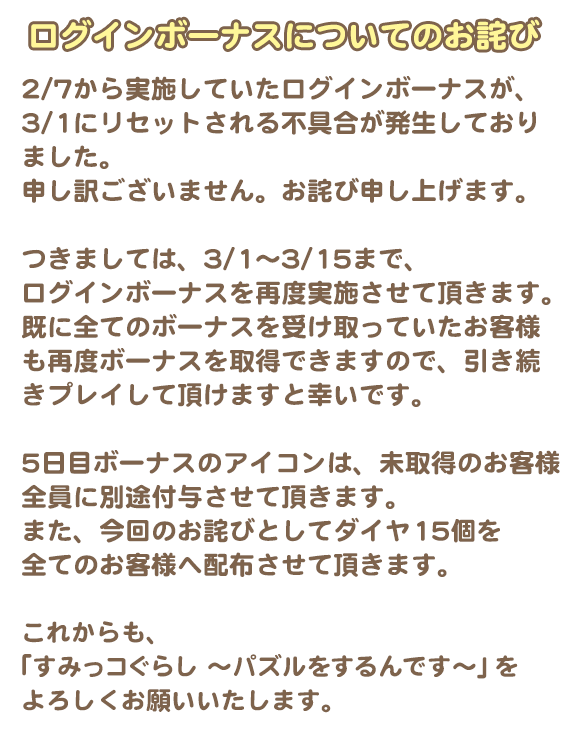 ログインボーナスについてのお詫び
2/7から実施していたログインボーナスが、
3/1にリセットされる不具合が発生しており
ました。
申し訳ございません。お詫び申し上げます。
つきましては、3/1～3/15まで、
ログインボーナスを再度実施させて頂きます。
既に全てのボーナスを受け取っていたお客様
も再度ボーナスを取得できますので、引き続
きプレイして頂けますと幸いです。
5日目ボーナスのアイコンは、未取得のお客様
全員に別途付与させて頂きます。
また、今回のお詫びとしてダイヤ15個を
全てのお客様へ配布させて頂きます。
これからも、
「すみっコぐらし ～パズルをするんです～」を
よろしくお願いいたします。